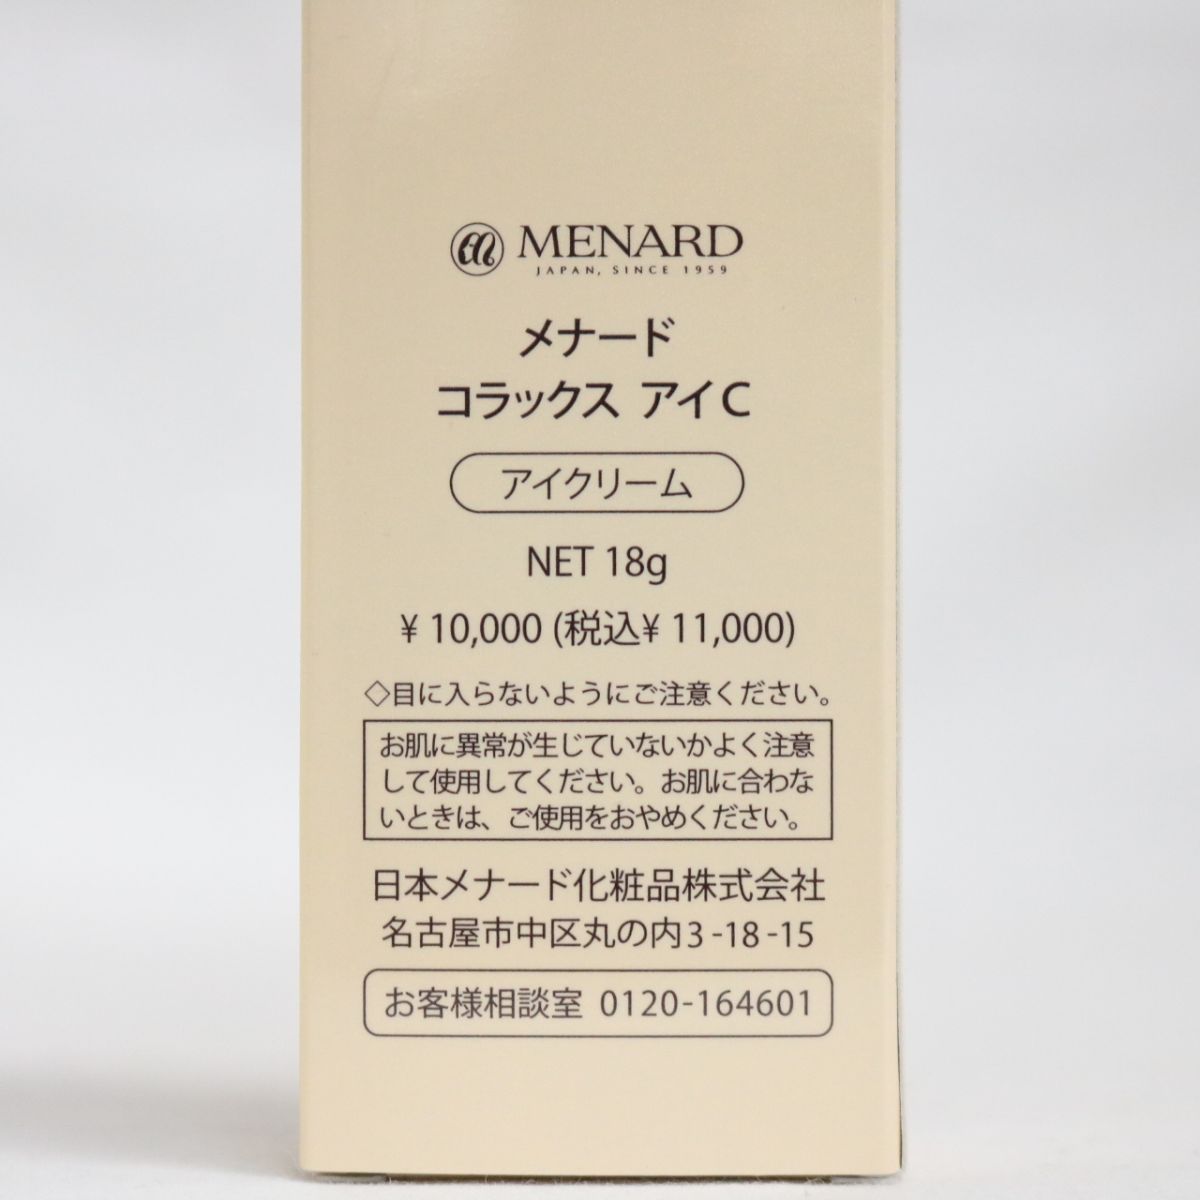 MENARD
JAPAN, SINCE 1959
メナード
コラックス アイC
アイクリーム
NET 18g
¥ 10,000 (税込¥ 11,000)
◇目に入らないようにご注意ください。
お肌に異常が生じていないかよく注意
して使用してください。お肌に合わな
いときは、ご使用をおやめください。
日本メナード化粧品株式会社
名古屋市中区丸の内3-18-15
お客様相談室 0120-164601